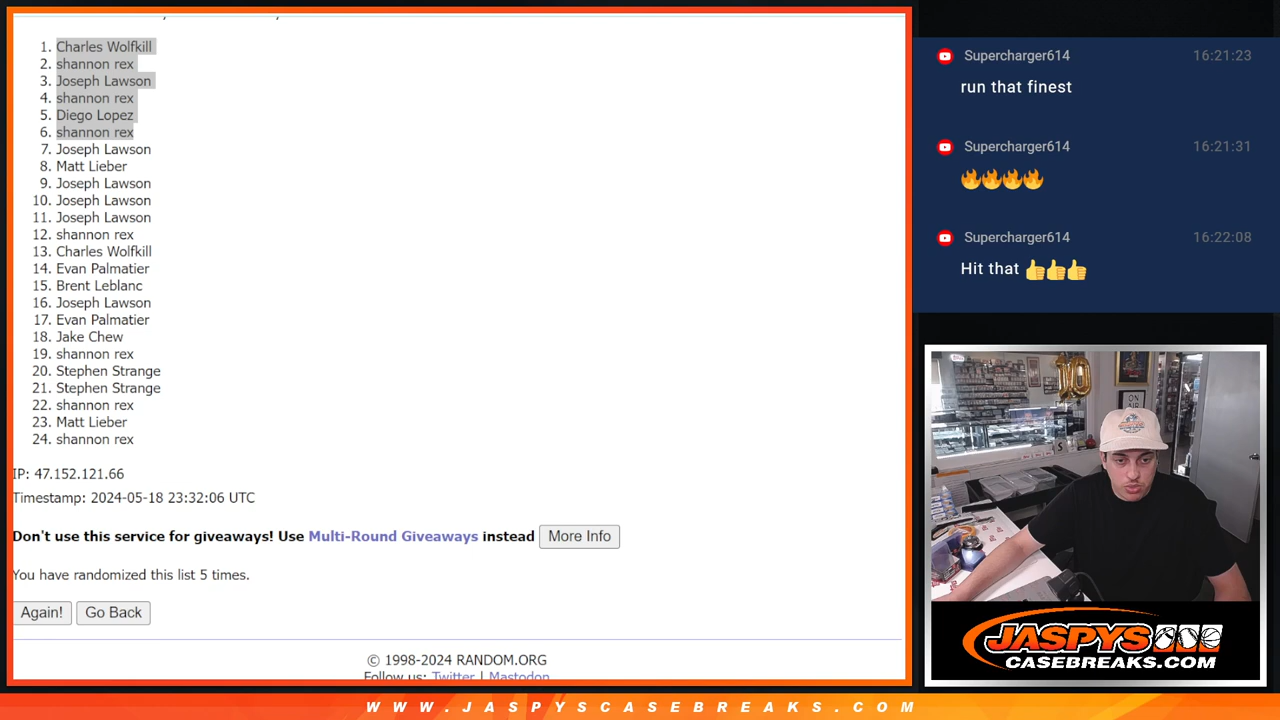 1. Charles Wolfkill
2. shannon rex
3. Joseph Lawson
4. shannon rex
5. Diego Lopez
6. shannon rex
7. Joseph Lawson
8. Matt Lieber
9. Joseph Lawson
10. Joseph Lawson
11. Joseph Lawson
12. shannon rex
13. Charles Wolfkill
14. Evan Palmatier
15. Brent Leblanc
16. Joseph Lawson
17. Evan Palmatier
18. Jake Chew
19. shannon rex
20. Stephen Strange
21. Stephen Strange
22. shannon rex
23. Matt Lieber
24. shannon rex
IP: 47.152.121.66
Timestamp: 2024-05-18 23:32:06 UTC
Don't use this service for giveaways! Use Multi-Round Giveaways instead More Info
You have randomized this list 5 times.
Again! Go Back
© 1998-2024 RANDOM.ORG
Follow us: Twitter | Mastodon
Supercharger614 16:21:23
run that finest
Supercharger614 16:21:31
🔥🔥🔥🔥
Supercharger614 16:22:08
Hit that 👍👍👍
10
ON
AIR
JASPYS
CASEBREAKS.COM
WWW.JASPYSCASEBREAKS.COM